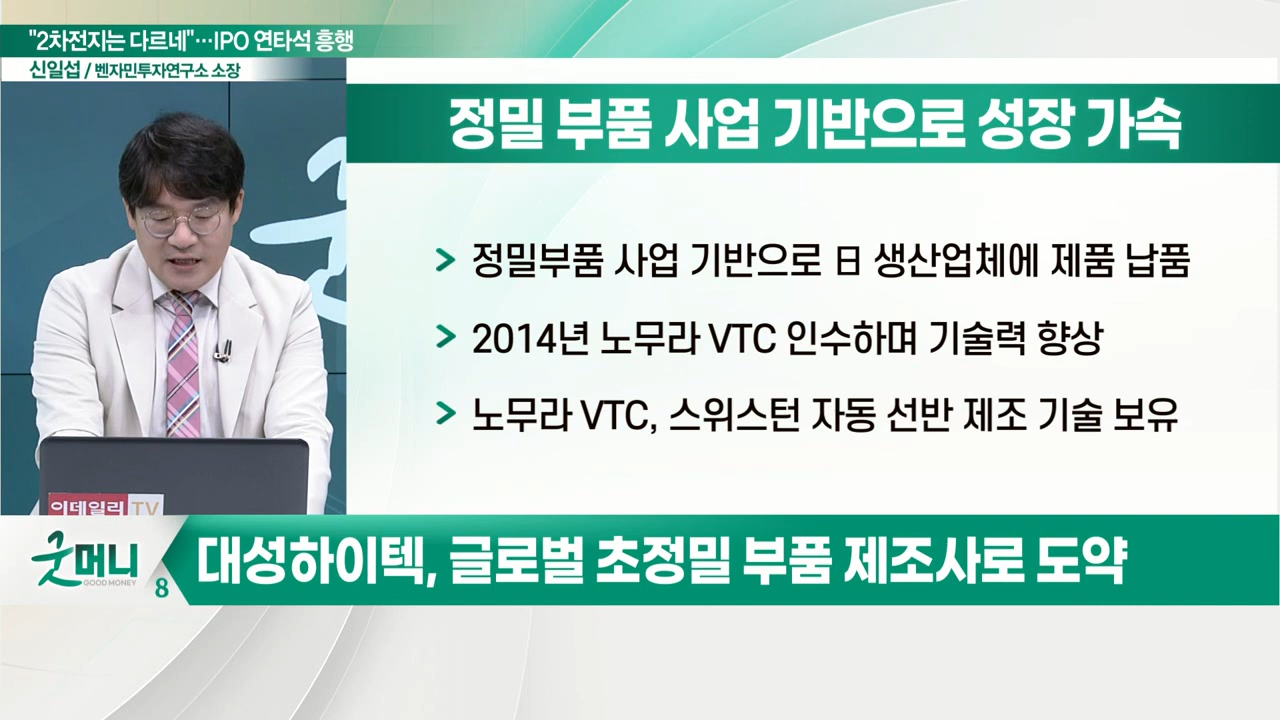 "2차전지는 다르네"…IPO 연타석 흥행
신일섭 / 벤자민투자연구소 소장
정밀 부품 사업 기반으로 성장 가속
> 정밀부품 사업 기반으로 日 생산업체에 제품 납품
> 2014년 노무라 VTC 인수하며 기술력 향상
> 노무라 VTC, 스위스턴 자동 선반 제조 기술 보유
이데일리 TV
굿머니
GOOD MONEY
8
대성하이텍, 글로벌 초정밀 부품 제조사로 도약